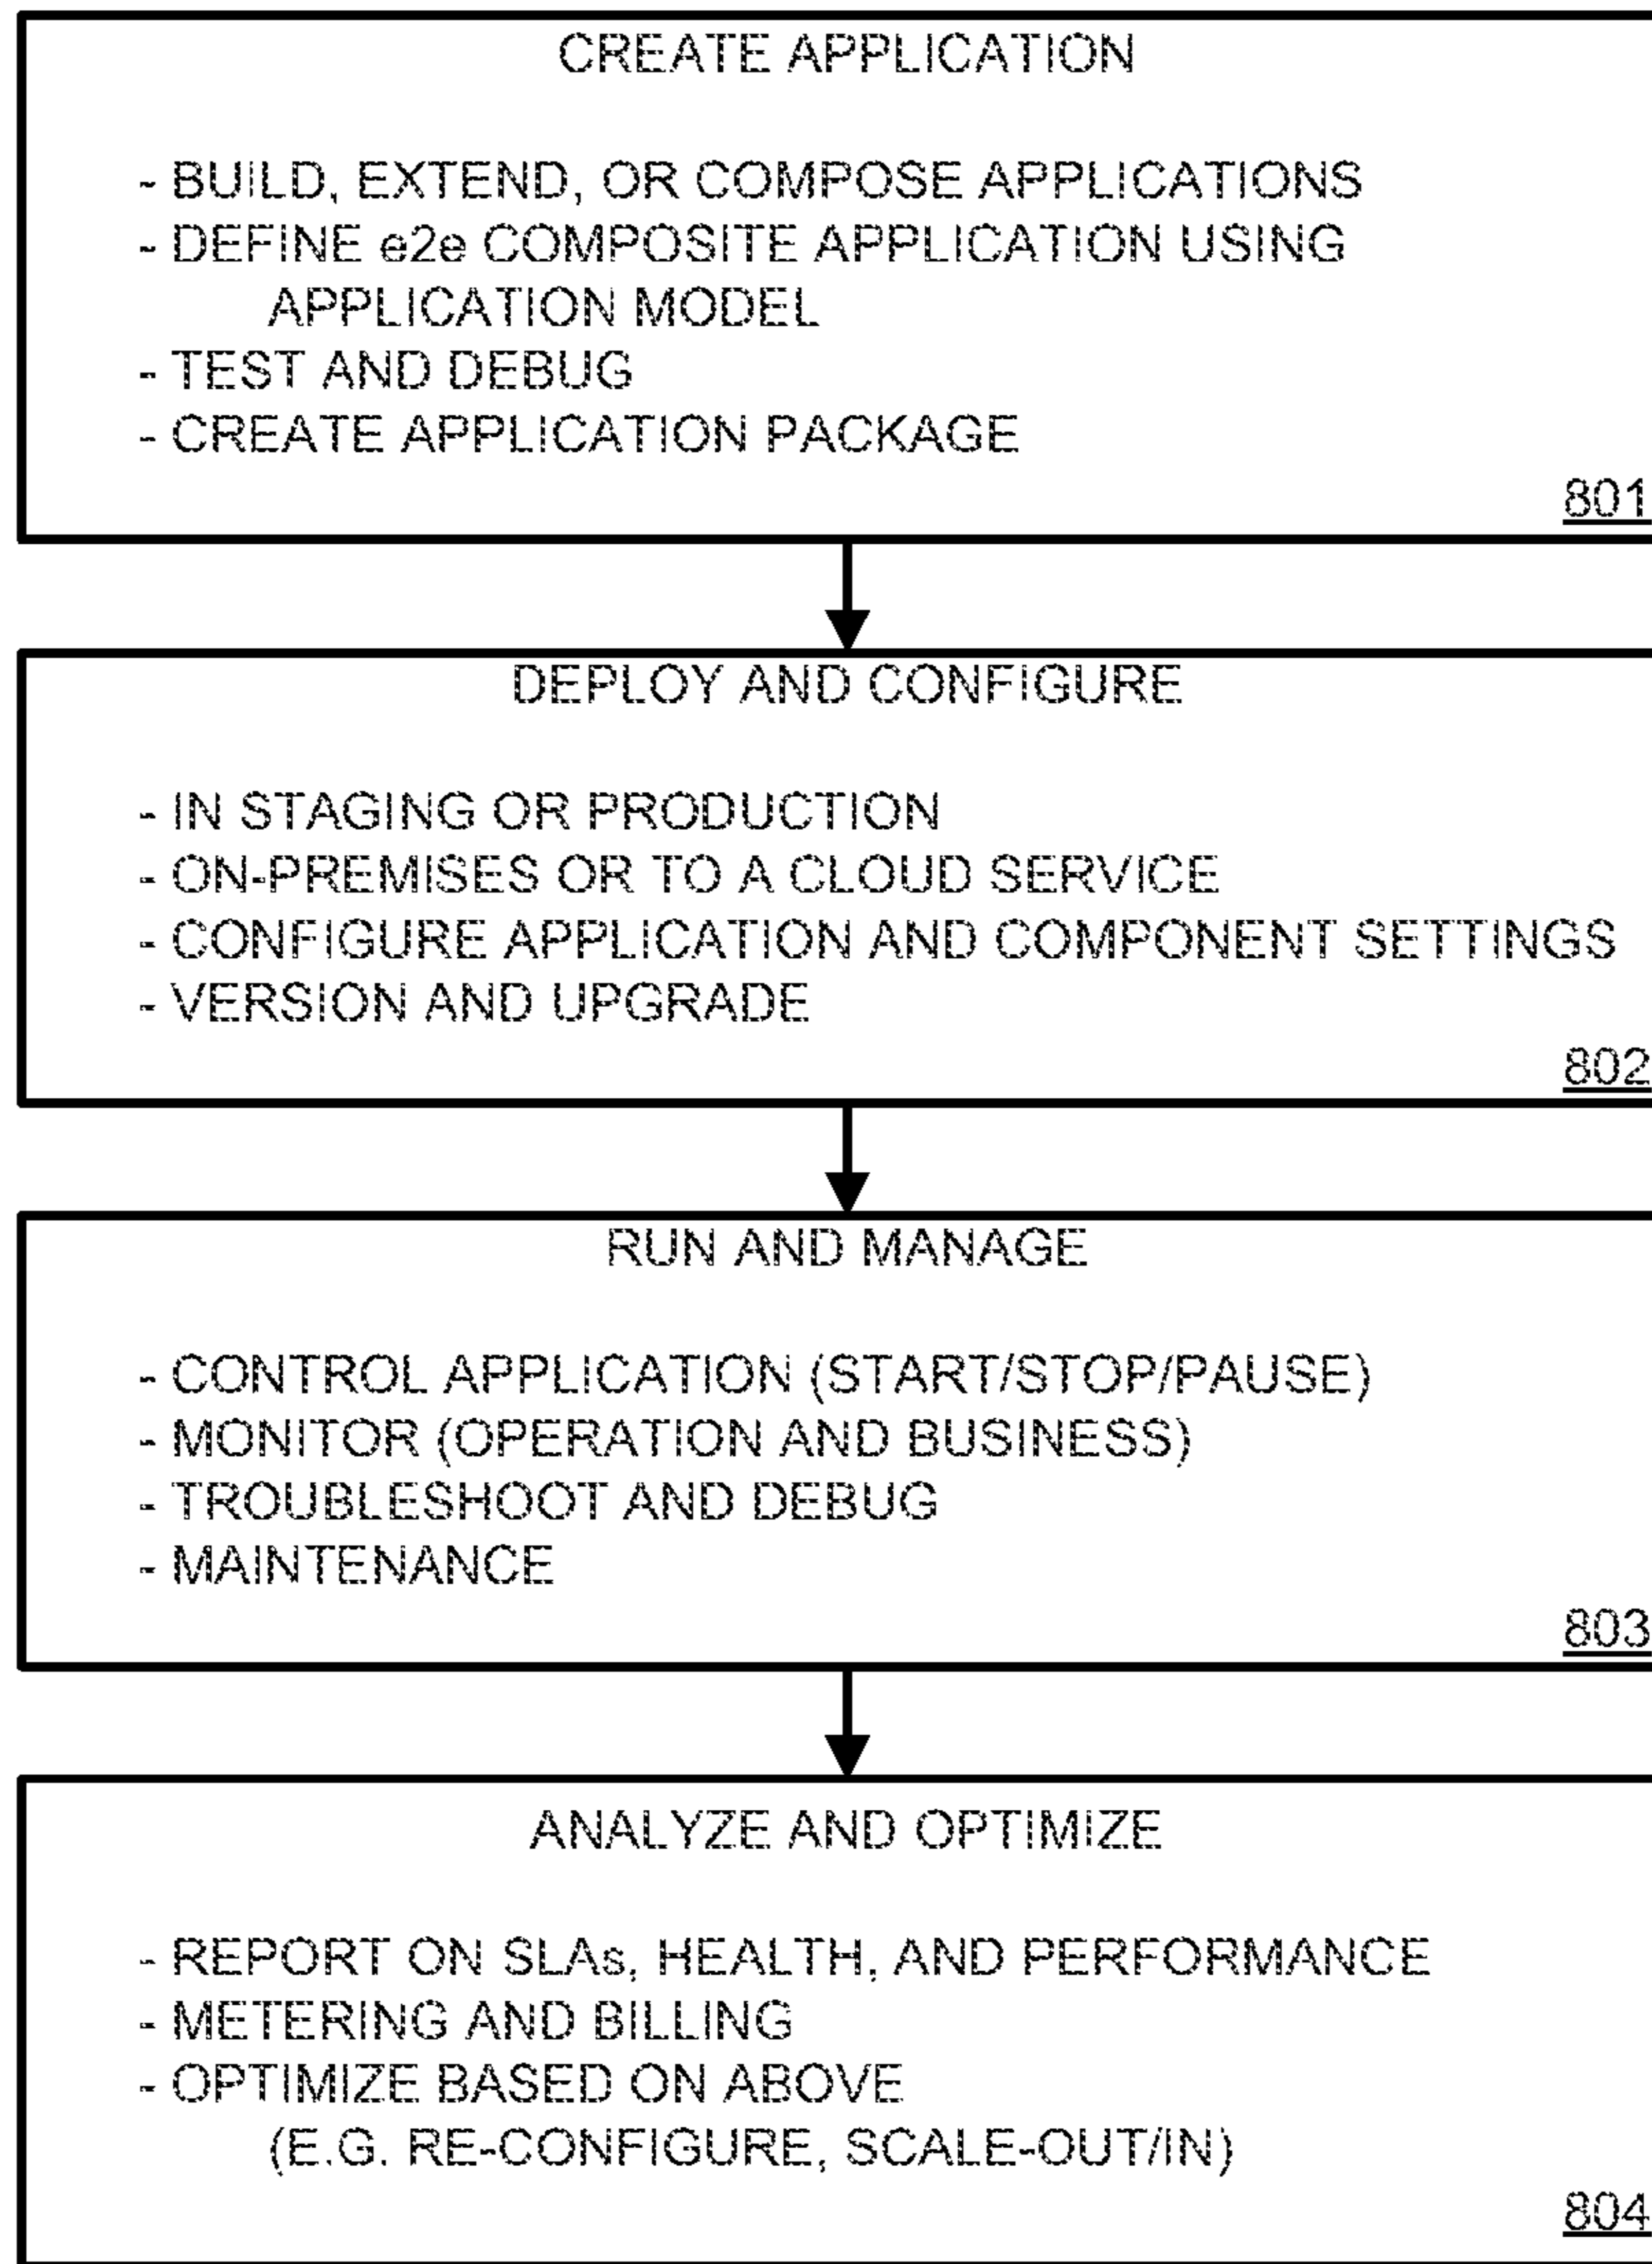 CREATE APPLICATION
- BUILD, EXTEND, OR COMPOSE APPLICATIONS
- DEFINE e2e COMPOSITE APPLICATION USING
APPLICATION MODEL
- TEST AND DEBUG
- CREATE APPLICATION PACKAGE
801
DEPLOY AND CONFIGURE
- IN STAGING OR PRODUCTION
- ON-PREMISES OR TO A CLOUD SERVICE
- CONFIGURE APPLICATION AND COMPONENT SETTINGS
- VERSION AND UPGRADE
802
RUN AND MANAGE
- CONTROL APPLICATION (START/STOP/PAUSE)
- MONITOR (OPERATION AND BUSINESS)
- TROUBLESHOOT AND DEBUG
- MAINTENANCE
803
ANALYZE AND OPTIMIZE
- REPORT ON SLAs, HEALTH, AND PERFORMANCE
- METERING AND BILLING
- OPTIMIZE BASED ON ABOVE
(E.G. RE-CONFIGURE, SCALE-OUT/IN)
804